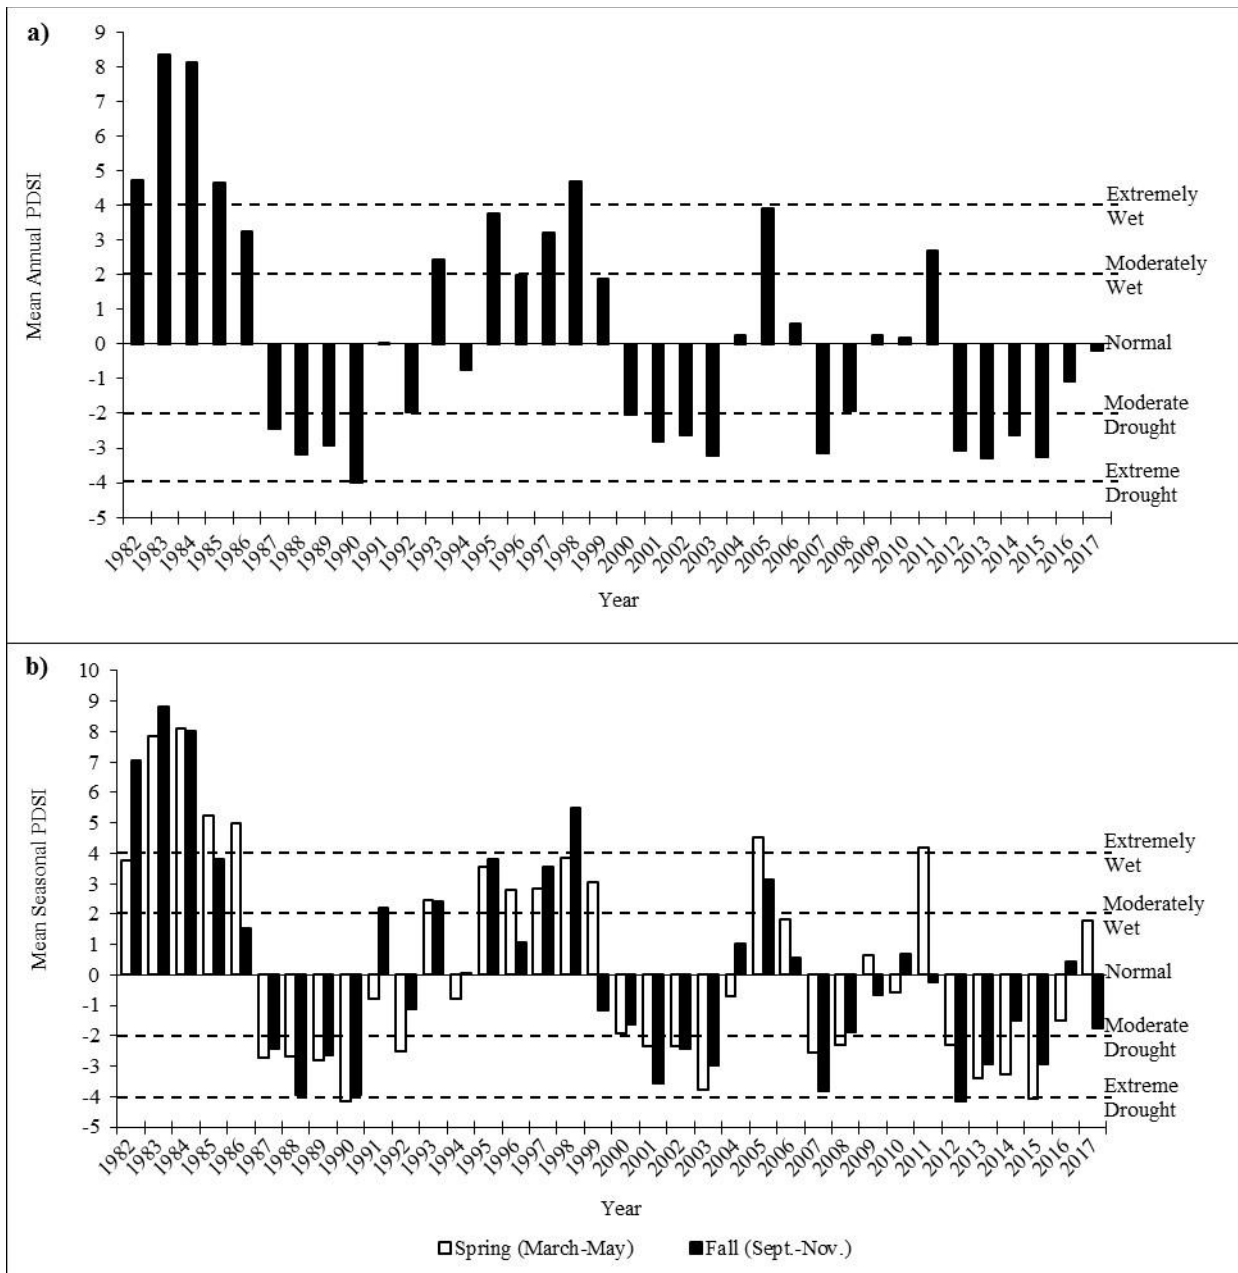 a)
9
8
7
6
5
4
3
2
1
0
-1
-2
-3
-4
-5
Mean Annual PDSI
Extremely
Wet
Moderately
Wet
Normal
Moderate
Drought
Extreme
Drought
1982 1983 1984 1985 1986 1987 1988 1989 1990 1991 1992 1993 1994 1995 1996 1997 1998 1999 2000 2001 2002 2003 2004 2005 2006 2007 2008 2009 2010 2011 2012 2013 2014 2015 2016 2017
Year
b)
10
9
8
7
6
5
4
3
2
1
0
-1
-2
-3
-4
-5
Mean Seasonal PDSI
Extremely
Wet
Moderately
Wet
Normal
Moderate
Drought
Extreme
Drought
1982 1983 1984 1985 1986 1987 1988 1989 1990 1991 1992 1993 1994 1995 1996 1997 1998 1999 2000 2001 2002 2003 2004 2005 2006 2007 2008 2009 2010 2011 2012 2013 2014 2015 2016 2017
Year
Spring (March-May) Fall (Sept.-Nov.)